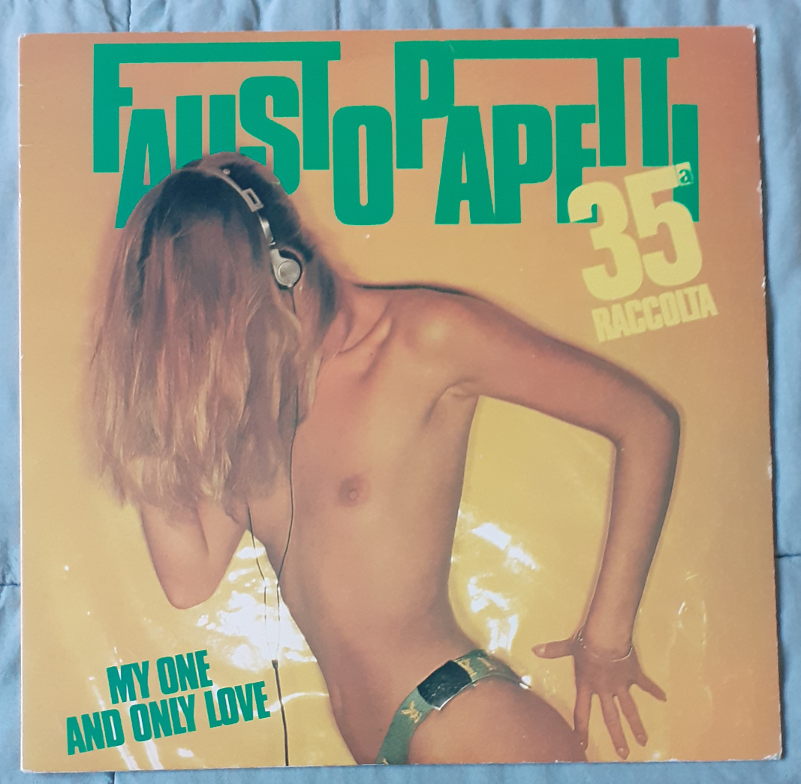 FAUSTO PAPETTI
35a
RACCOLTA
MY ONE
AND ONLY LOVE